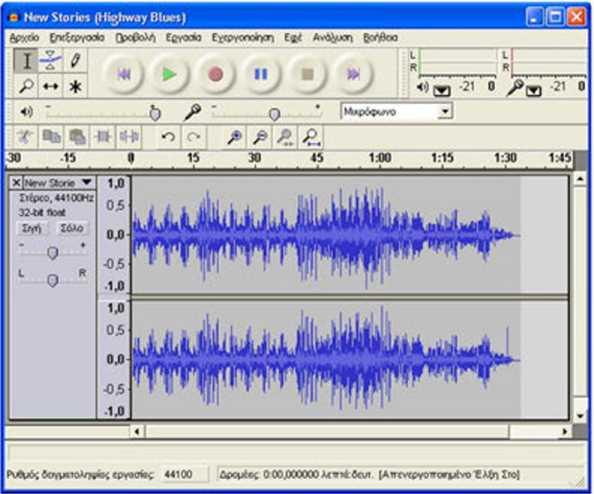 New Stories (Highway Blues)
Αρχείο Επεξεργασία Προβολή Εργασία Εχεργοποίηση Εφέ Ανάλυση Βοήθεια
L
R
-21 0
L
R
-21 0
Μικρόφωνο
-30 -15 0 15 30 45 1:00 1:15 1:30 1:45
New Storie
Στέρεο, 44100Hz
32-bit float
Σιγή Σόλο
- +
L R
1,0
0,5
0,0
-0,5
-1,0
1,0
0,5
0,0
-0,5
-1,0
Ρυθμός δειγματοληψίας εργασίας: 44100 Δρομέας: 0:00,000000 λεπτά:δευτ. [Απενεργοποιημένο Έλξη Στο]